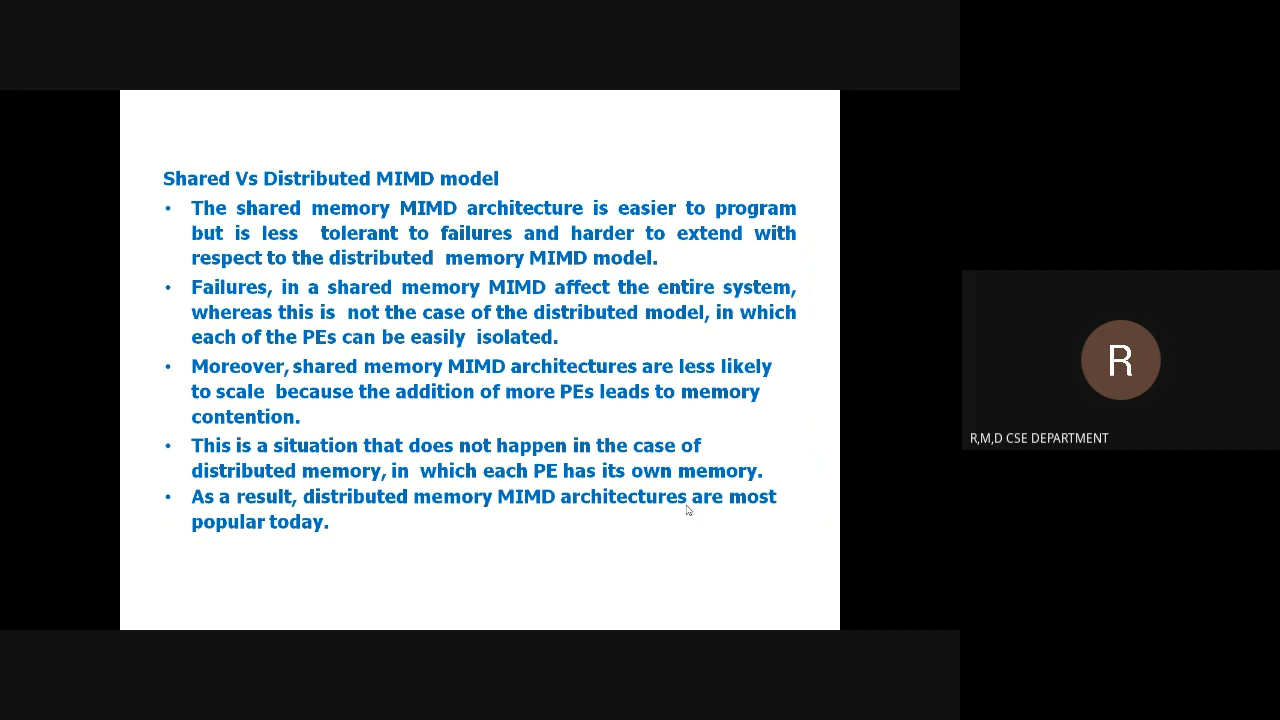 Shared Vs Distributed MIMD model
• The shared memory MIMD architecture is easier to program
but is less tolerant to failures and harder to extend with
respect to the distributed memory MIMD model.
• Failures, in a shared memory MIMD affect the entire system,
whereas this is not the case of the distributed model, in which
each of the PEs can be easily isolated.
• Moreover, shared memory MIMD architectures are less likely
to scale because the addition of more PEs leads to memory
contention.
• This is a situation that does not happen in the case of
distributed memory, in which each PE has its own memory.
• As a result, distributed memory MIMD architectures are most
popular today.
R
R,M,D CSE DEPARTMENT